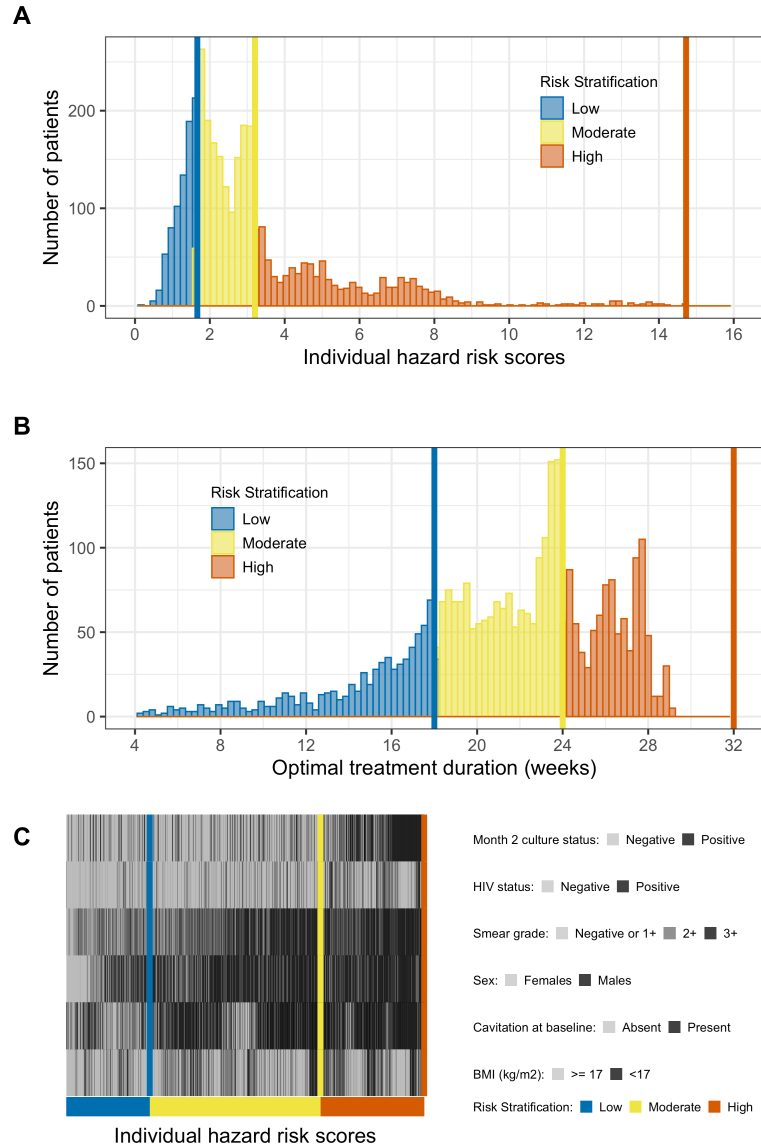 A
Number of patients
200
100
0
Risk Stratification
Low
Moderate
High
0 2 4 6 8 10 12 14 16
Individual hazard risk scores
B
Number of patients
150
100
50
0
Risk Stratification
Low
Moderate
High
4 8 12 16 20 24 28 32
Optimal treatment duration (weeks)
C
Month 2 culture status: Negative Positive
HIV status: Negative Positive
Smear grade: Negative or 1+ 2+ 3+
Sex: Females Males
Cavitation at baseline: Absent Present
BMI (kg/m2): >= 17 <17
Risk Stratification: Low Moderate High
Individual hazard risk scores